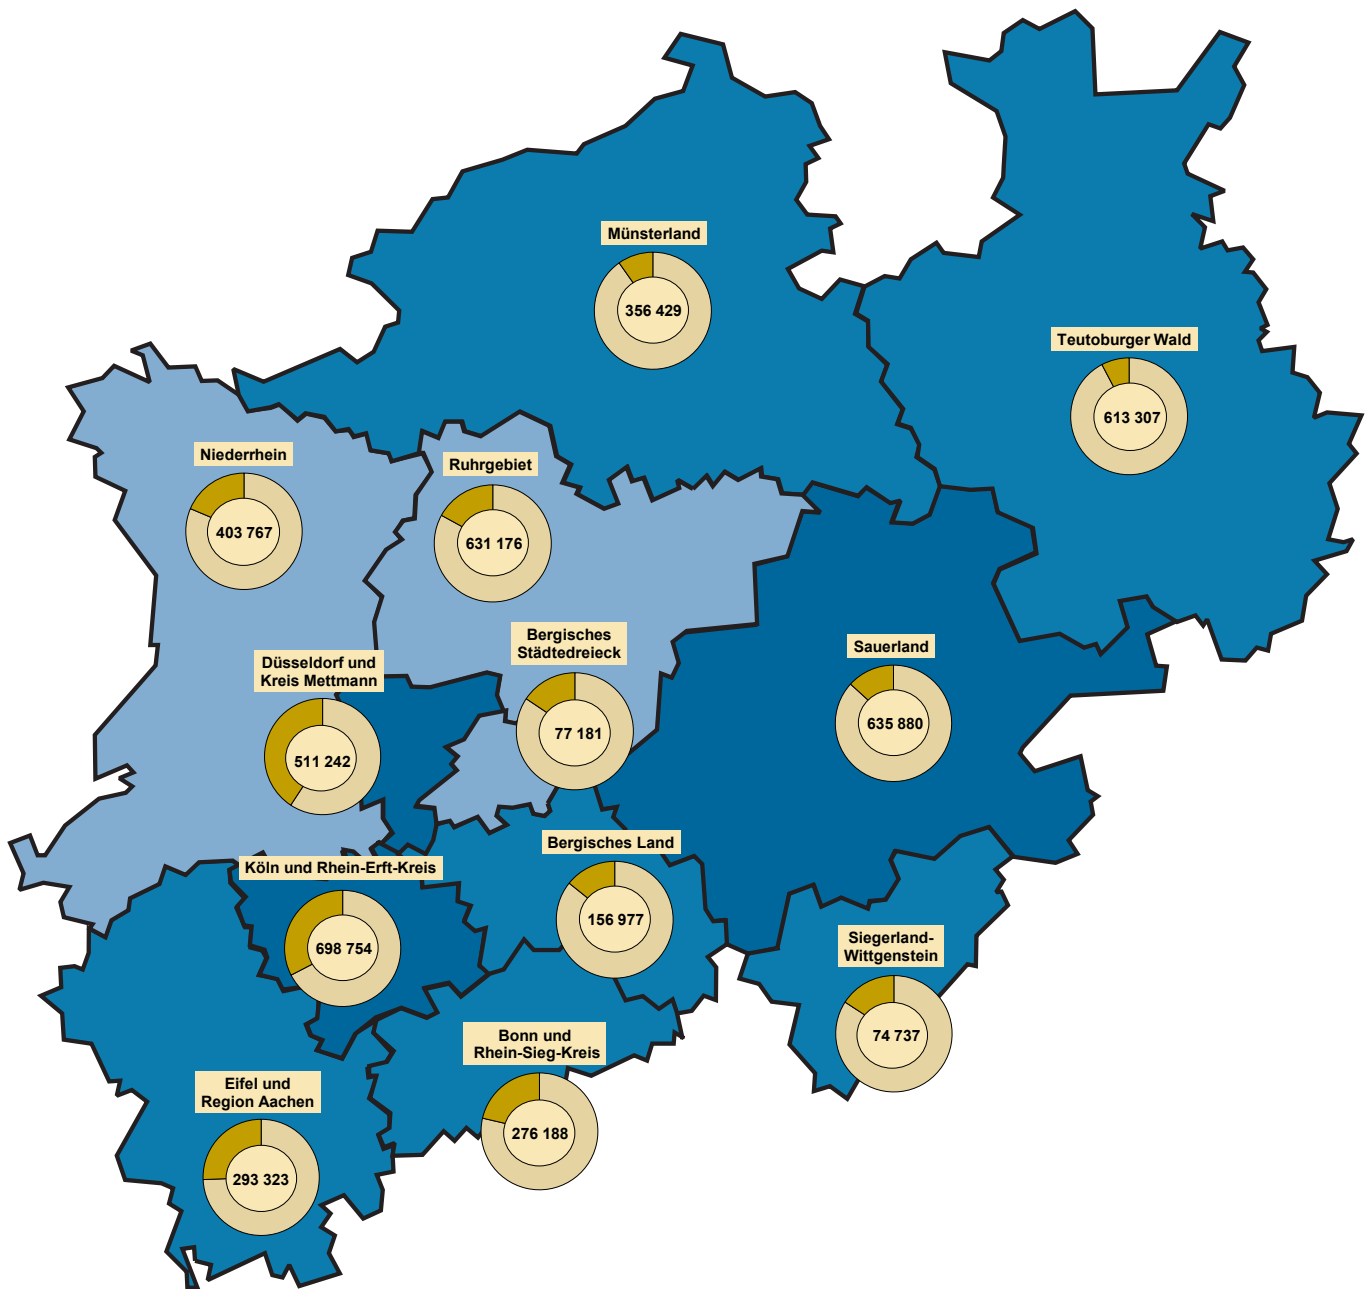 Münsterland
356 429
Teutoburger Wald
613 307
Niederrhein
403 767
Ruhrgebiet
631 176
Bergisches
Städtedreieck
77 181
Sauerland
635 880
Düsseldorf und
Kreis Mettmann
511 242
Bergisches Land
156 977
Köln und Rhein-Erft-Kreis
698 754
Siegerland-
Wittgenstein
74 737
Bonn und
Rhein-Sieg-Kreis
276 188
Eifel und
Region Aachen
293 323